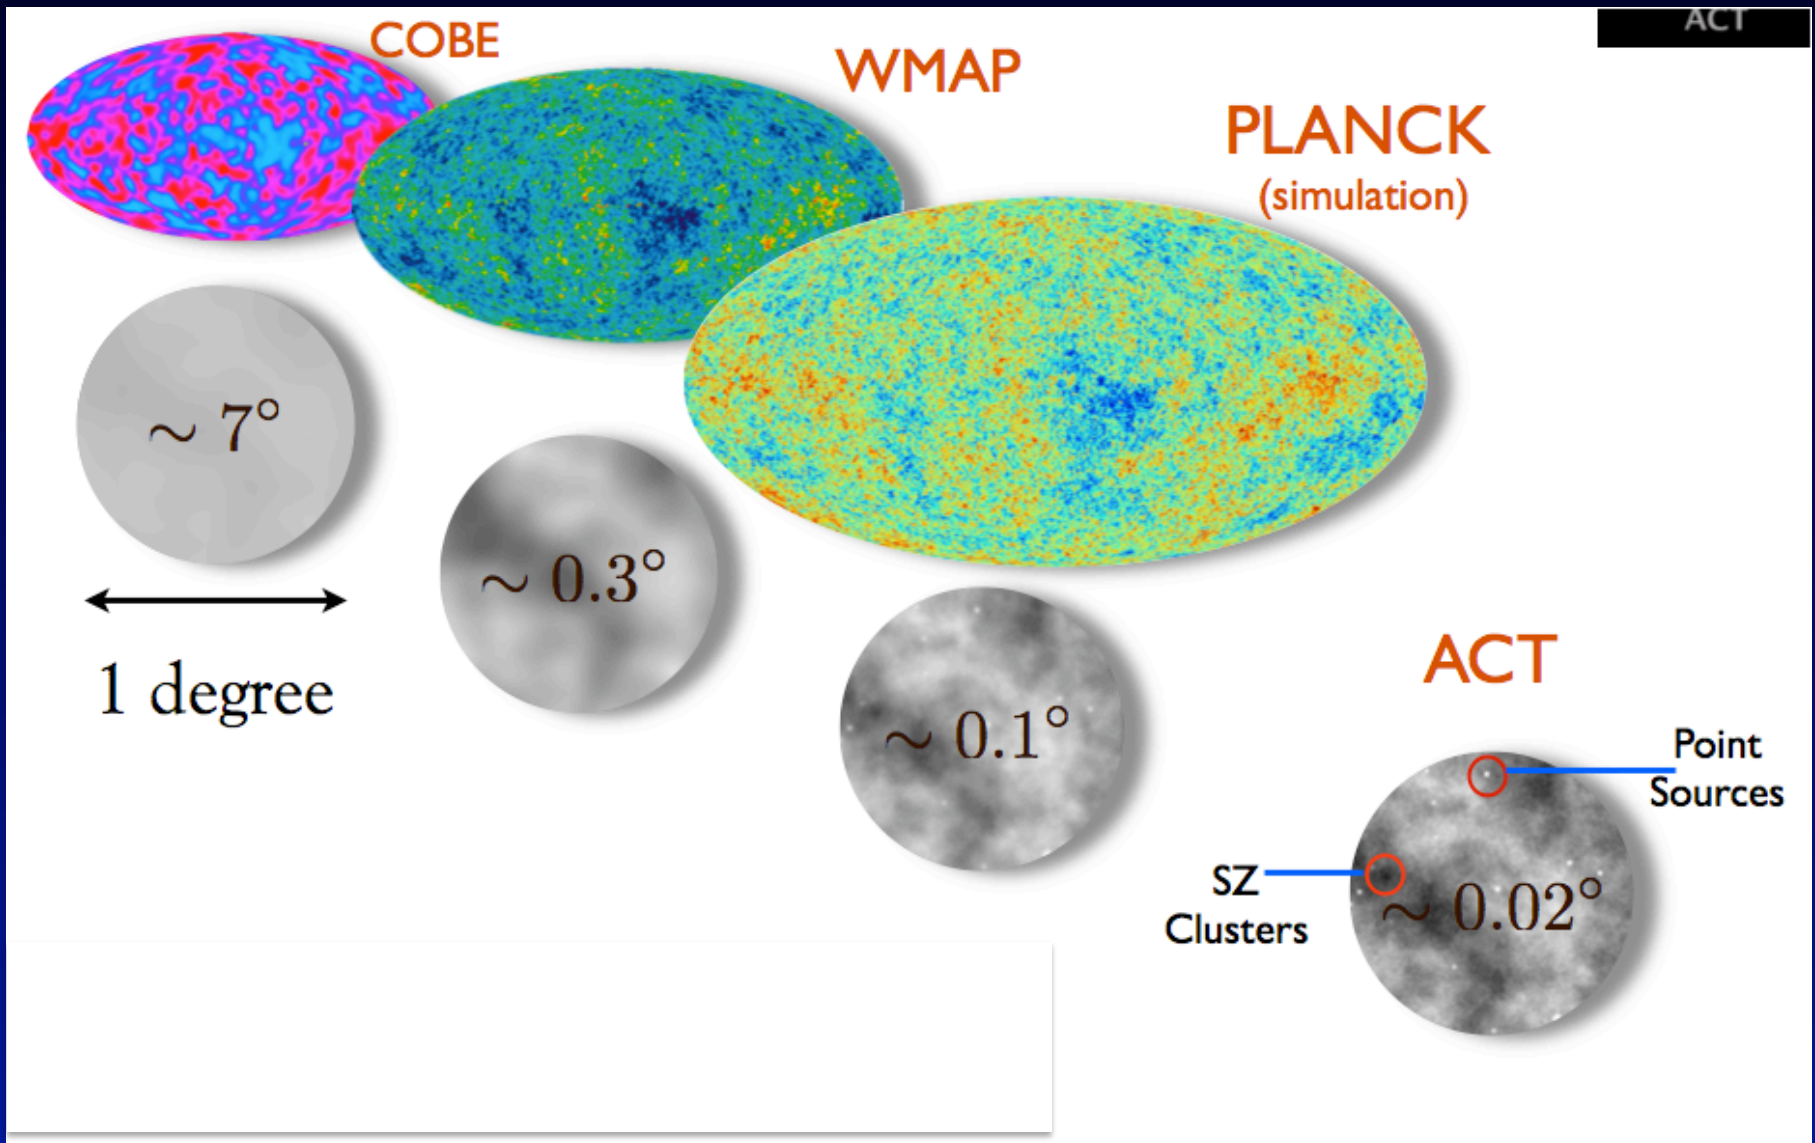 ACT
COBE
WMAP
PLANCK
(simulation)
~ 7°
~ 0.3°
1 degree
~ 0.1°
ACT
Point
Sources
SZ
Clusters
~ 0.02°